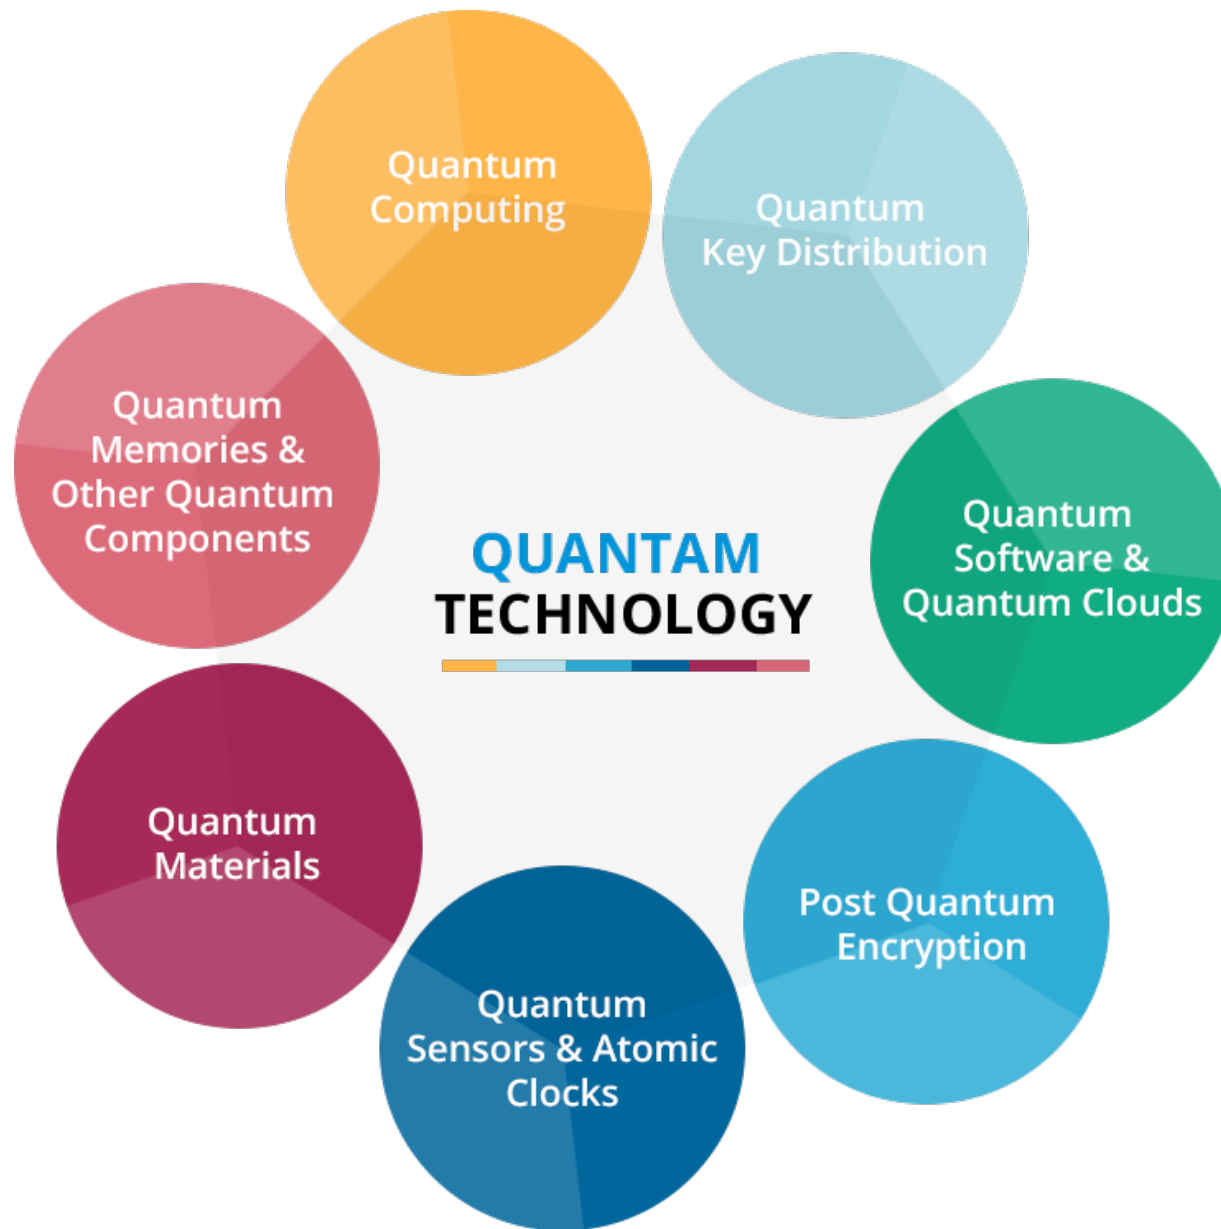 Quantum
Computing
Quantum
Key Distribution
Quantum
Memories &
Other Quantum
Components
Quantum
Software &
Quantum Clouds
QUANTAM
TECHNOLOGY
Quantum
Materials
Post Quantum
Encryption
Quantum
Sensors & Atomic
Clocks